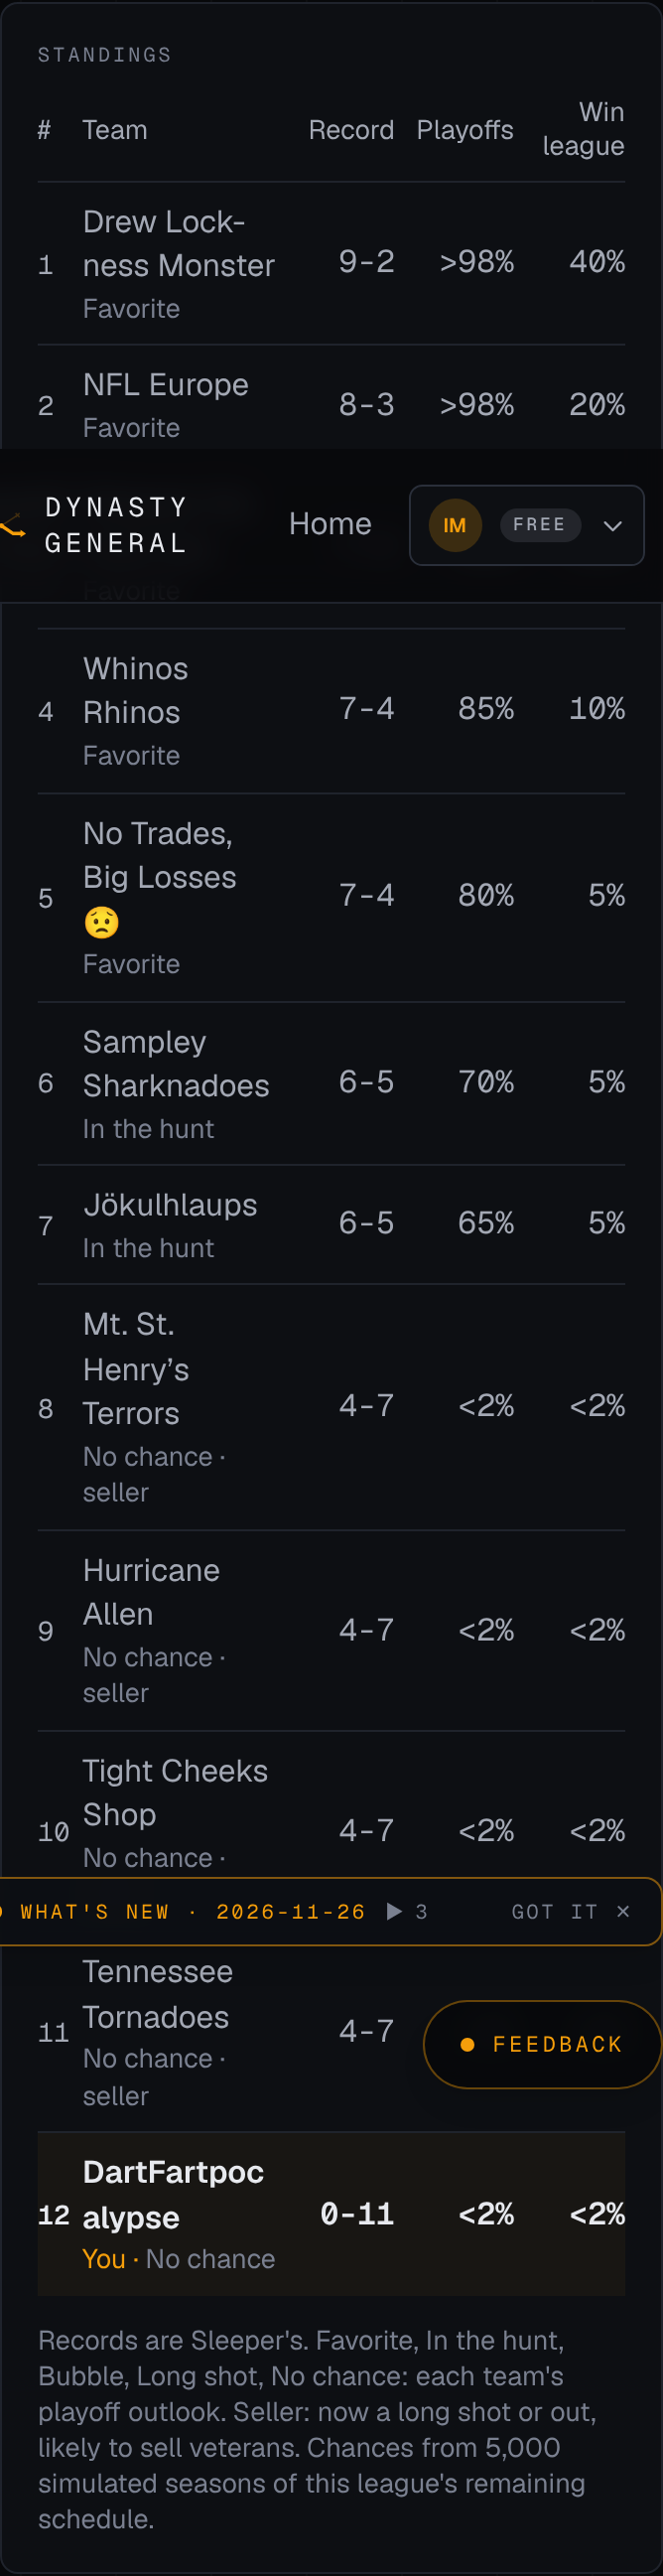 STANDINGS
# Team Record Playoffs Win league
Drew Lock-
1 ness Monster 9-2 >98% 40%
Favorite
NFL Europe
2 8-3 >98% 20%
Favorite
DYNASTY
GENERAL
Home IM FREE
Favorite
Whinos
4 Rhinos 7-4 85% 10%
Favorite
No Trades,
5 Big Losses 7-4 80% 5%
😟
Favorite
Sampley
6 Sharknadoes 6-5 70% 5%
In the hunt
7 Jökulhlaups 6-5 65% 5%
In the hunt
Mt. St.
Henry’s
8 Terrors 4-7 <2% <2%
No chance ·
seller
Hurricane
Allen
9 4-7 <2% <2%
No chance ·
seller
Tight Cheeks
10 Shop 4-7 <2% <2%
No chance ·
WHAT'S NEW · 2026-11-26 ▶ 3 GOT IT ×
Tennessee
11 Tornadoes 4-7
No chance ·
seller
FEEDBACK
DartFartpoc
12 alypse 0-11 <2% <2%
You · No chance
Records are Sleeper's. Favorite, In the hunt,
Bubble, Long shot, No chance: each team's
playoff outlook. Seller: now a long shot or out,
likely to sell veterans. Chances from 5,000
simulated seasons of this league's remaining
schedule.